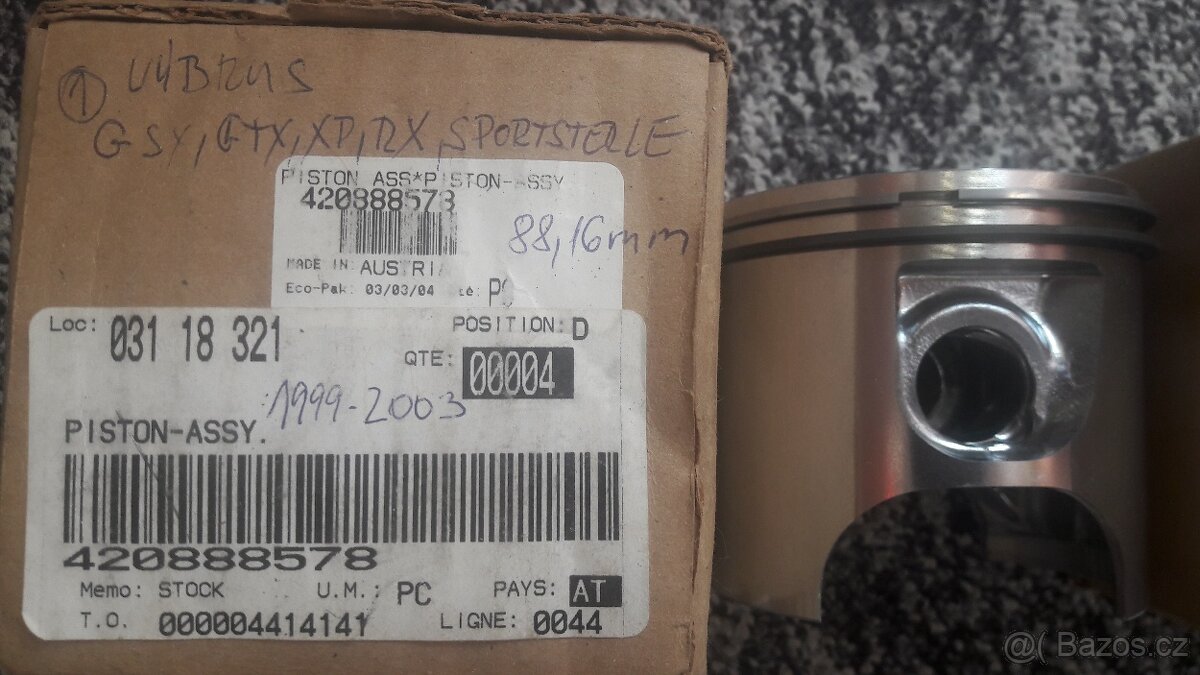 ① VÝBRUS
GSX, GTX, XP, RX, SPORTSTERLE
PISTON ASS*PISTON-ASSY
420888578
88,16mm
MADE IN: AUSTRIA
Eco-Pak: 03/03/04
Loc: 031 18 321 POSITION: D
QTE: 00004
1999-2003
PISTON-ASSY.
420888578
Memo: STOCK U.M.: PC PAYS: AT
T.O. 000004414141 LIGNE: 0044
Bazos.cz